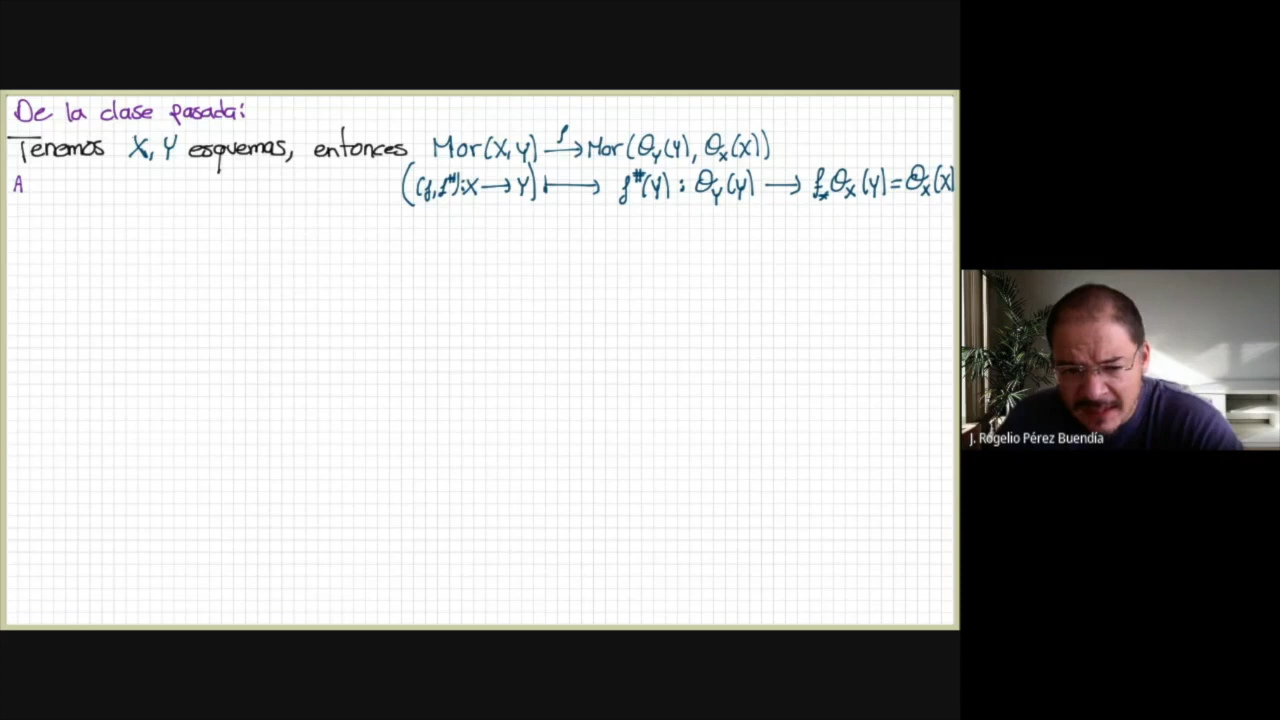 De la clase pasada:
Tenemos X, Y esquemas, entonces Mor(X,Y) —ρ→ Mor(O_Y(Y), O_X(X))
((f,f^#): X → Y) ⟼ f^#(Y) : O_Y(Y) → f_*O_X(Y) = O_X(X)
A
J. Rogelio Pérez Buendía